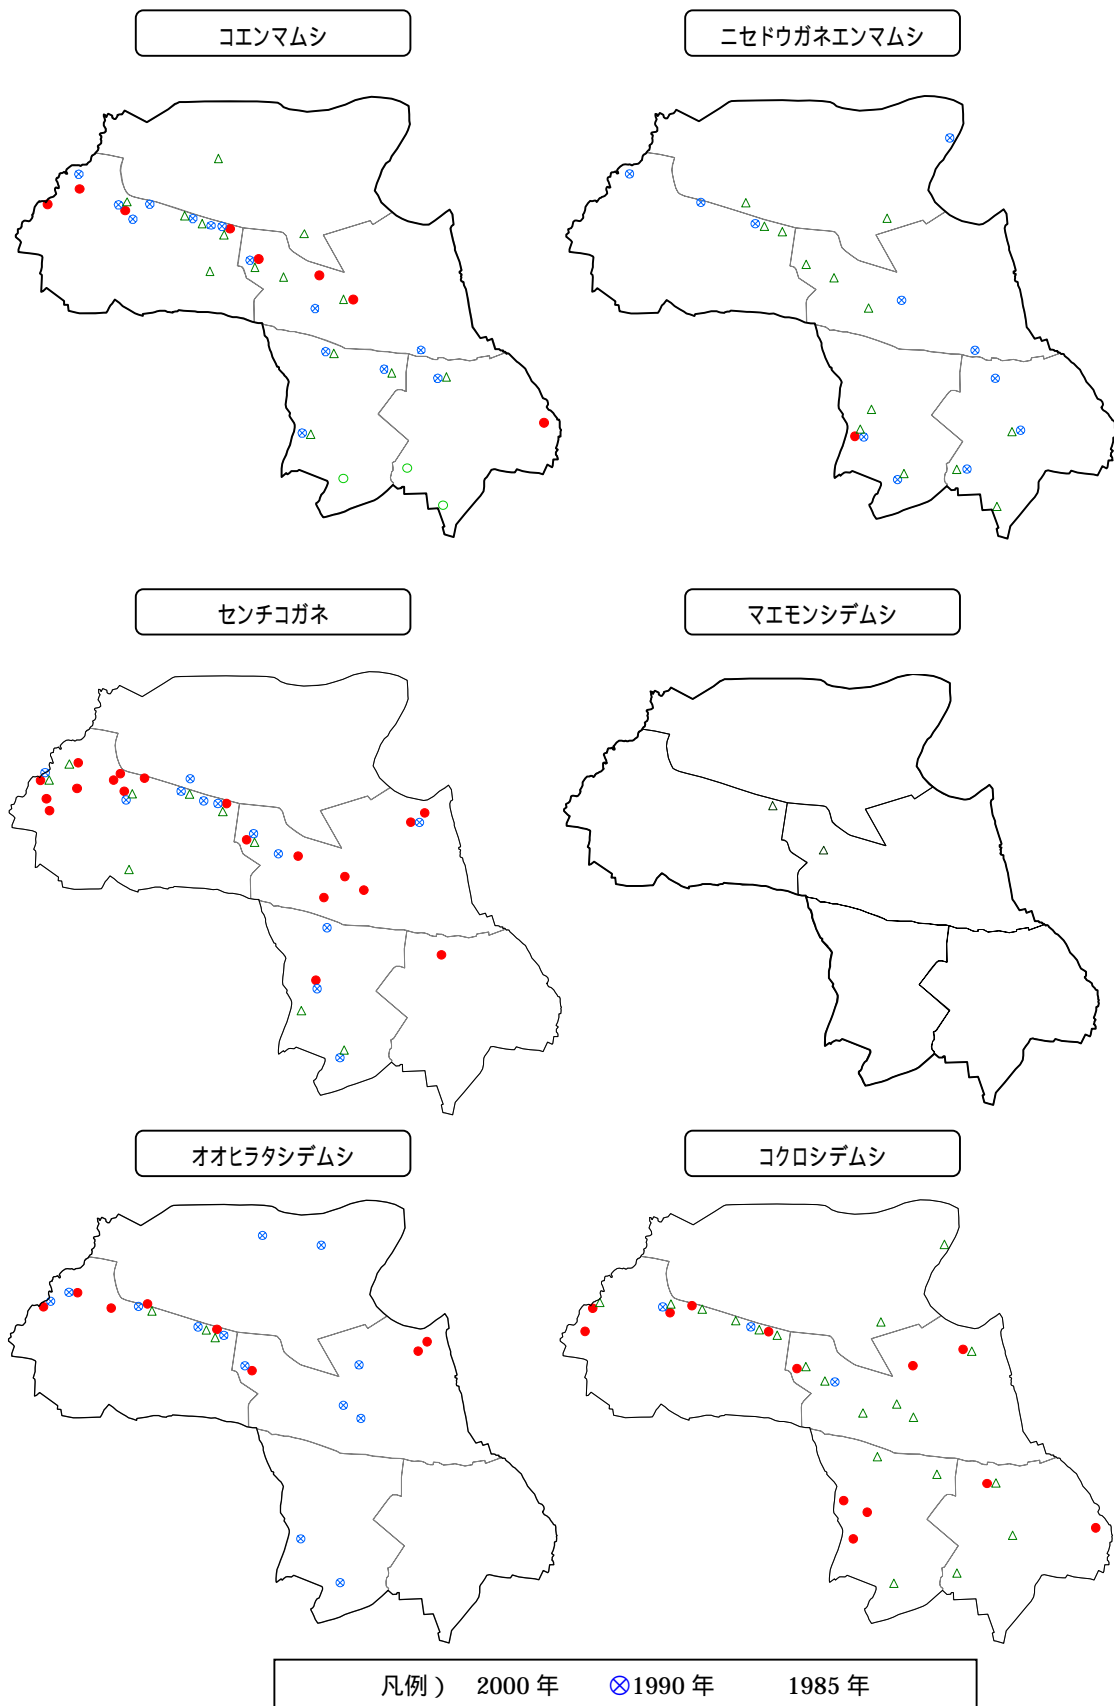 コエンマムシ
ニセドウガネエンマムシ
センチコガネ
マエモンシデムシ
オオヒラタシデムシ
コクロシデムシ
凡例） 2000 年 ⊗1990 年 1985 年